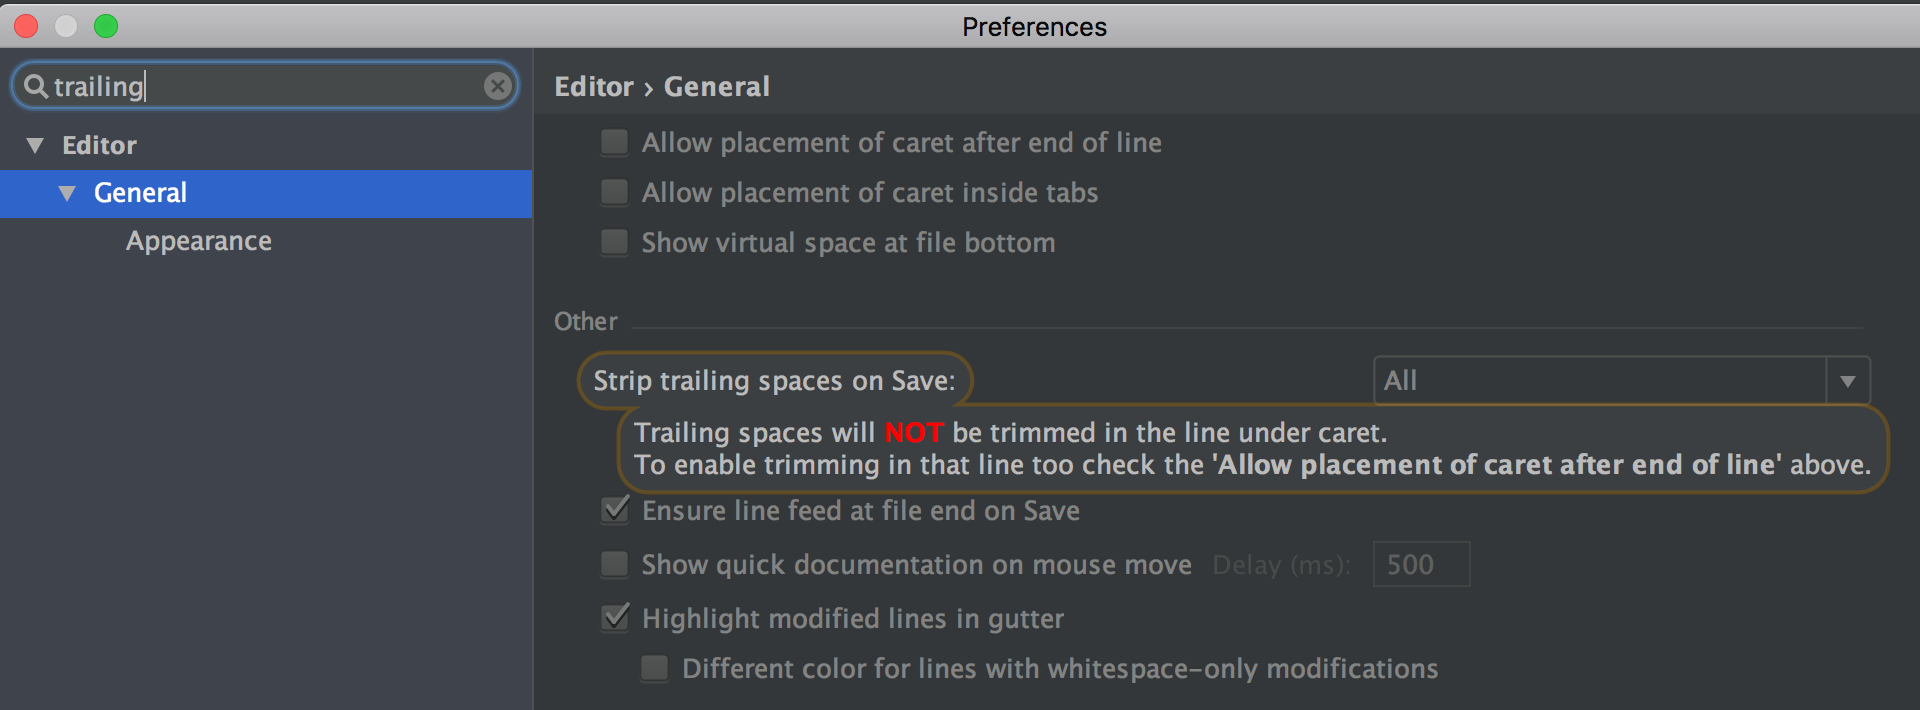 Preferences
trailing
Editor
General
Appearance
Editor › General
Allow placement of caret after end of line
Allow placement of caret inside tabs
Show virtual space at file bottom
Other
Strip trailing spaces on Save: All
Trailing spaces will NOT be trimmed in the line under caret.
To enable trimming in that line too check the 'Allow placement of caret after end of line' above.
Ensure line feed at file end on Save
Show quick documentation on mouse move Delay (ms): 500
Highlight modified lines in gutter
Different color for lines with whitespace-only modifications